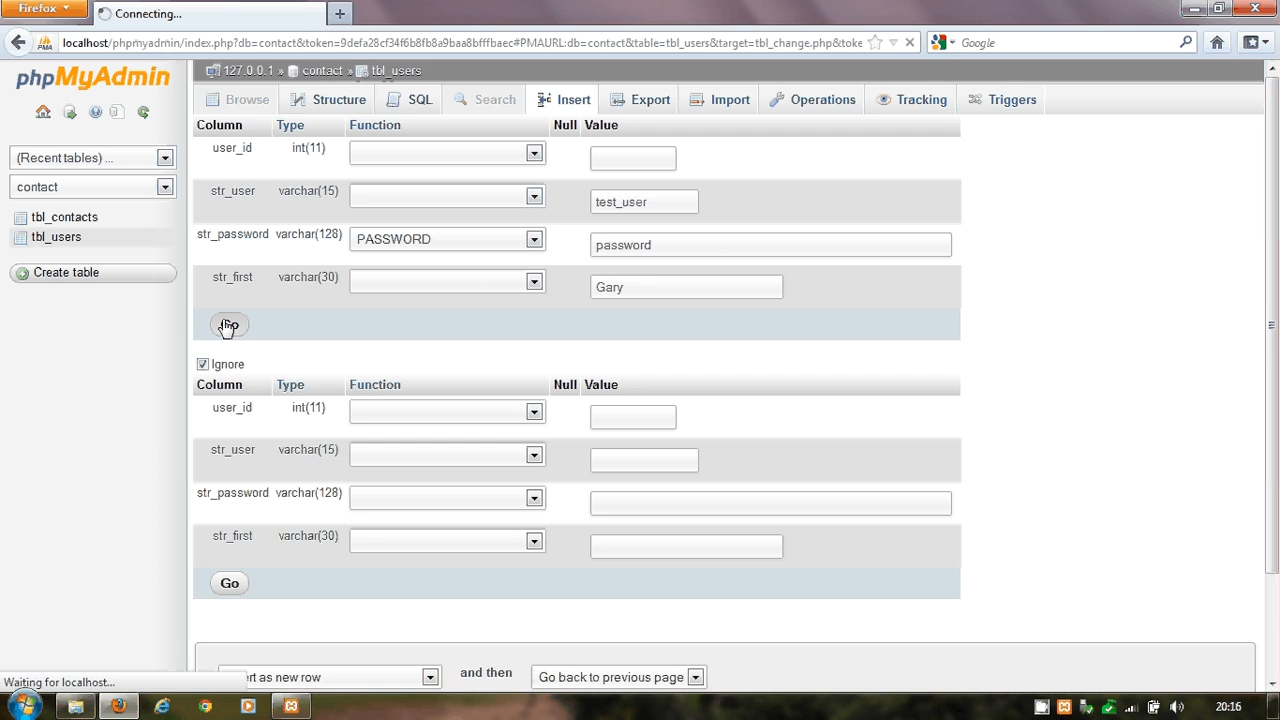 Firefox
Connecting...
localhost/phpmyadmin/index.php?db=contact&token=9defa28cf34f6b8fb8a9baa8bfffbaec#PMAURL:db=contact&table=tbl_users&target=tbl_change.php&toke
Google
phpMyAdmin
127.0.0.1 » contact » tbl_users
Browse Structure SQL Search Insert Export Import Operations Tracking Triggers
(Recent tables) ...
contact
tbl_contacts
tbl_users
Create table
Column Type Function Null Value
user_id int(11)
str_user varchar(15) test_user
str_password varchar(128) PASSWORD password
str_first varchar(30) Gary
Ignore
Column Type Function Null Value
user_id int(11)
str_user varchar(15)
str_password varchar(128)
str_first varchar(30)
Go
as new row and then Go back to previous page
Waiting for localhost...
20:16